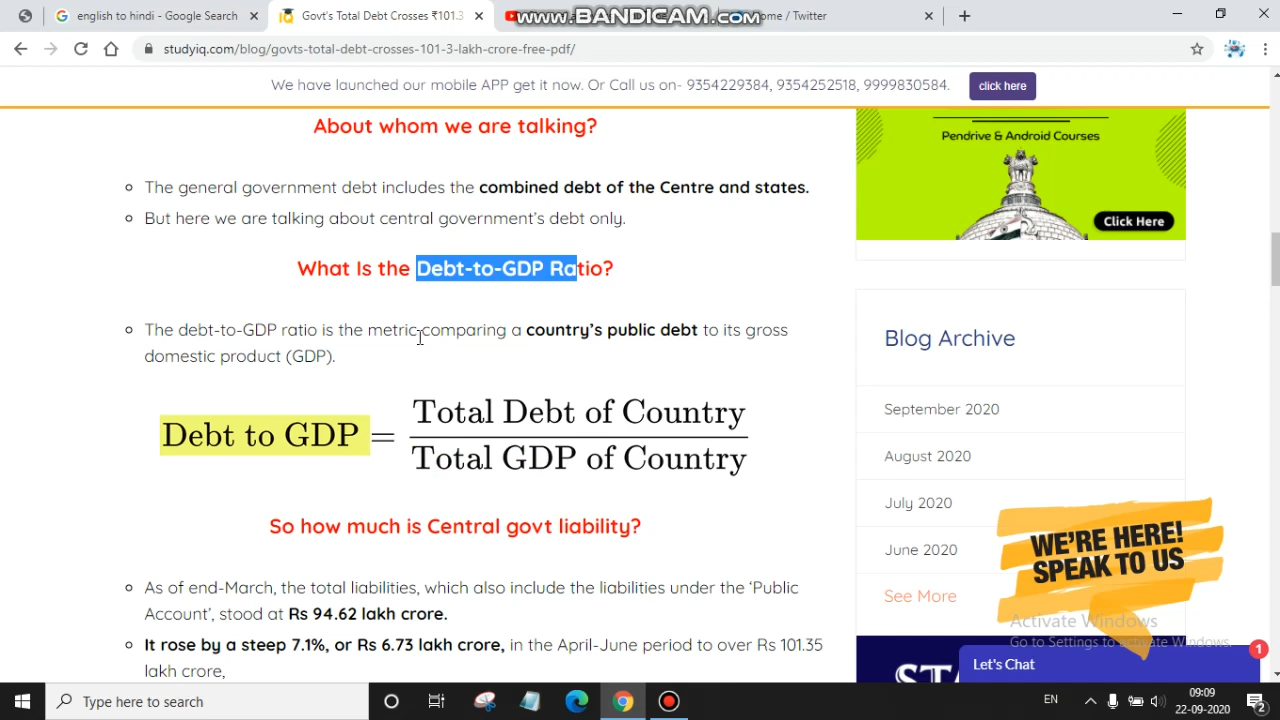 english to hindi - Google Search
Govt's Total Debt Crosses ₹101.3
www.BANDICAM.com
ome / Twitter
studyiq.com/blog/govts-total-debt-crosses-101-3-lakh-crore-free-pdf/
We have launched our mobile APP get it now. Or Call us on- 9354229384, 9354252518, 9999830584.
click here
About whom we are talking?
The general government debt includes the combined debt of the Centre and states.
But here we are talking about central government's debt only.
What Is the Debt-to-GDP Ratio?
The debt-to-GDP ratio is the metric comparing a country's public debt to its gross
domestic product (GDP).
Debt to GDP = Total Debt of Country
Total GDP of Country
So how much is Central govt liability?
As of end-March, the total liabilities, which also include the liabilities under the 'Public
Account', stood at Rs 94.62 lakh crore.
It rose by a steep 7.1%, or Rs 6.73 lakh crore, in the April-June period to over Rs 101.35
lakh crore,
Pendrive & Android Courses
Click Here
Blog Archive
September 2020
August 2020
July 2020
June 2020
See More
WE'RE HERE!
SPEAK TO US
Activate Windows
Go to Settings to activate Windows.
Let's Chat
1
Type here to search
EN
09:09
22-09-2020
2